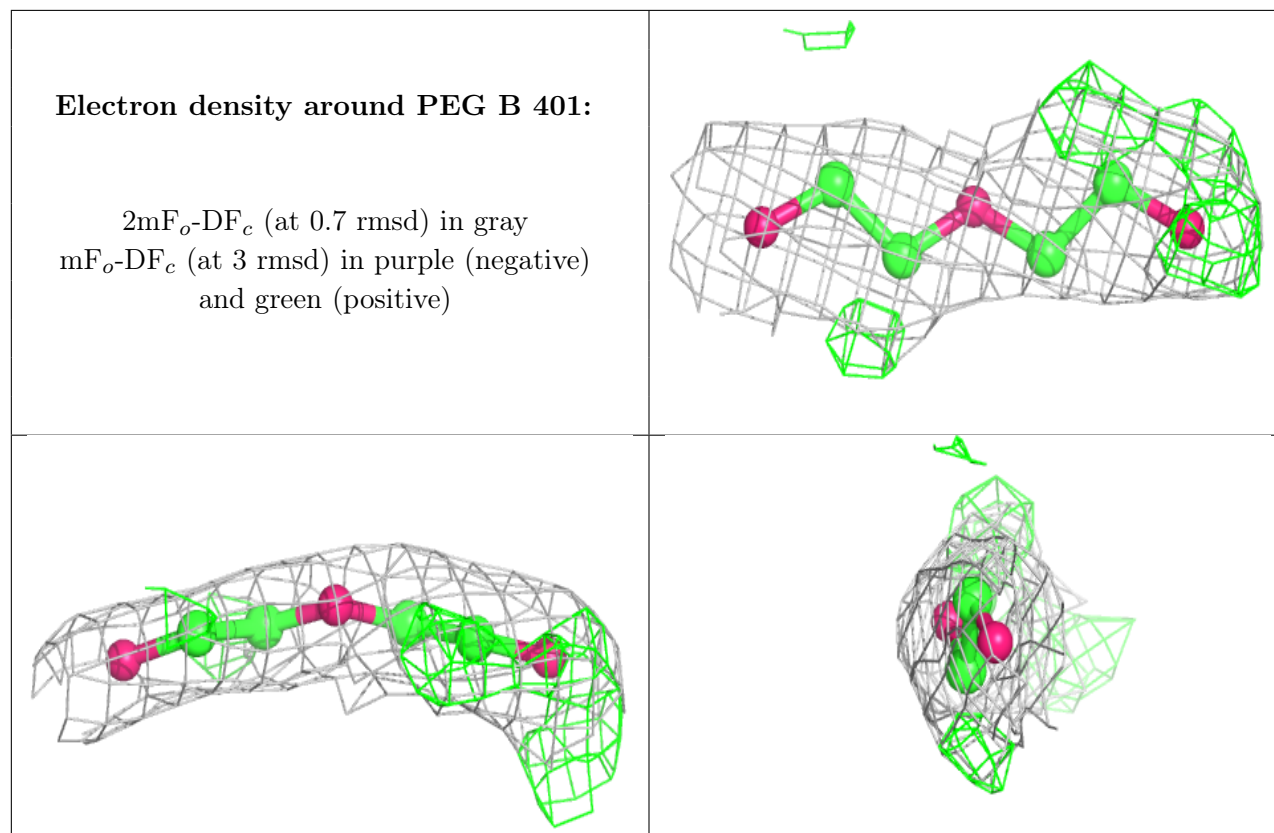 Electron density around PEG B 401:
2mFₒ-DF𝒸 (at 0.7 rmsd) in gray
mFₒ-DF𝒸 (at 3 rmsd) in purple (negative)
and green (positive)